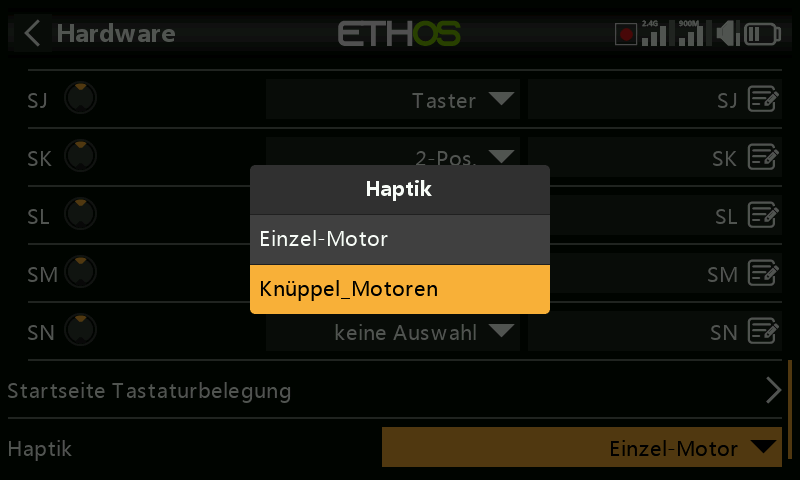 Hardware
ETHOS
2.4G
900M
SJ
Taster
SJ
SK
2-Pos.
SK
Haptik
SL
SL
Einzel-Motor
SM
SM
Knüppel_Motoren
SN
keine Auswahl
SN
Startseite Tastaturbelegung
Haptik
Einzel-Motor